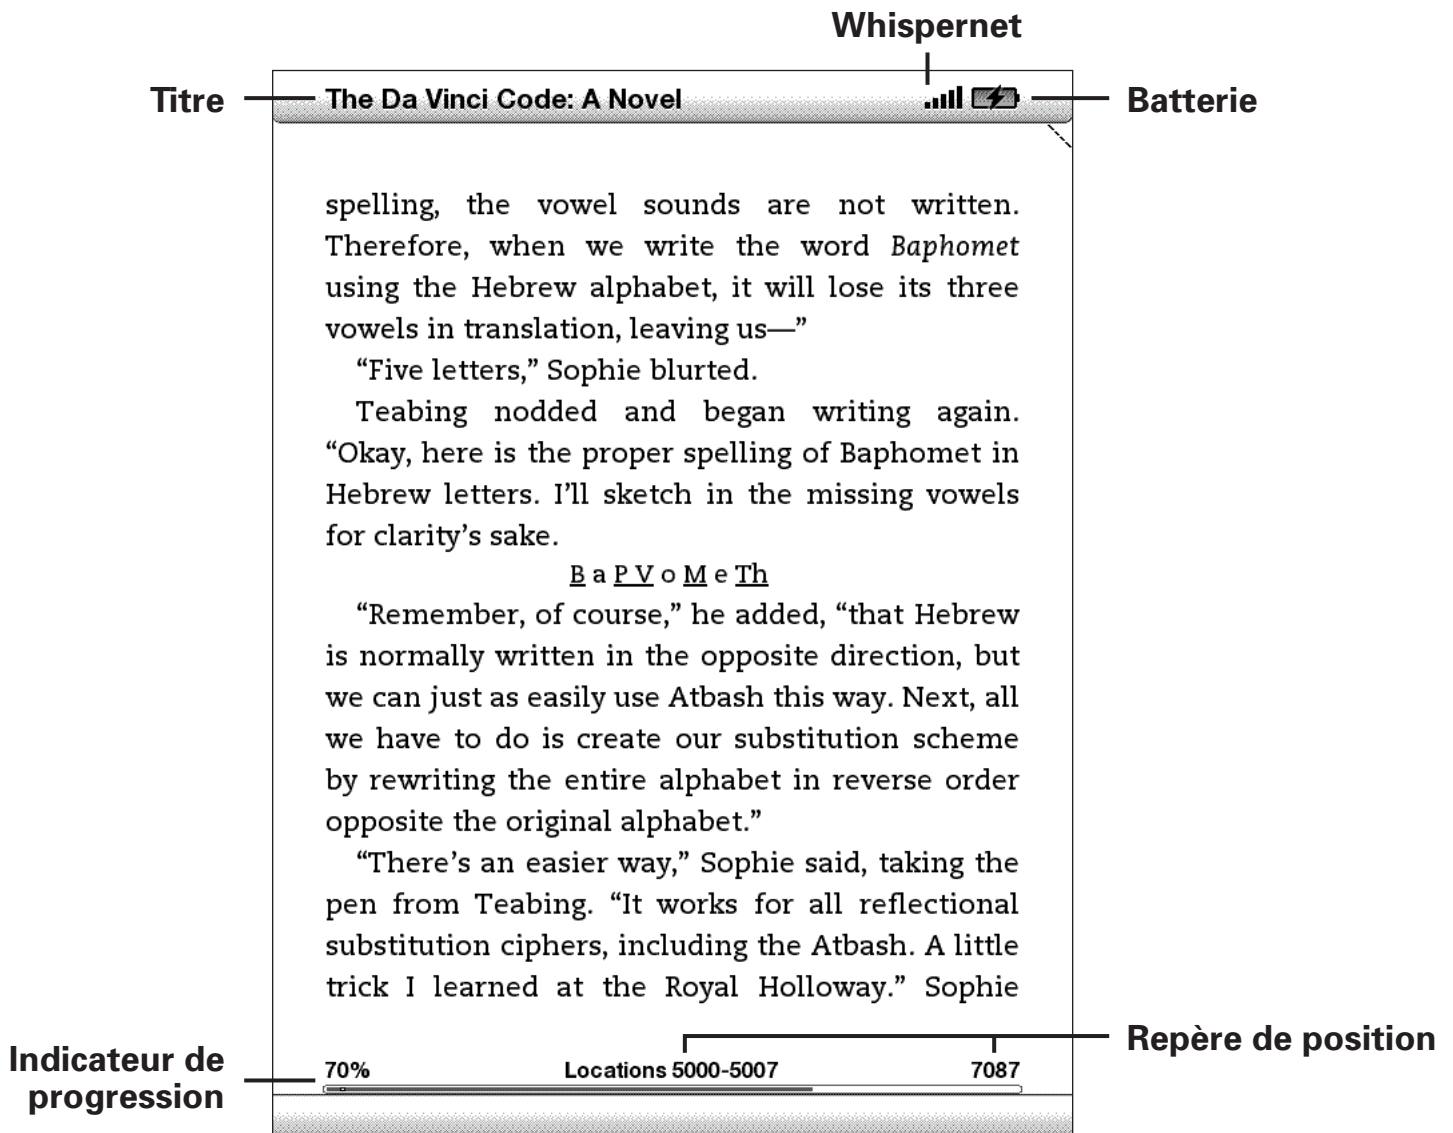 Whispernet
Titre
The Da Vinci Code: A Novel
Batterie
spelling, the vowel sounds are not written.
Therefore, when we write the word Baphomet
using the Hebrew alphabet, it will lose its three
vowels in translation, leaving us—”
“Five letters,” Sophie blurted.
Teabing nodded and began writing again.
“Okay, here is the proper spelling of Baphomet in
Hebrew letters. I’ll sketch in the missing vowels
for clarity’s sake.
B a P V o M e Th
“Remember, of course,” he added, “that Hebrew
is normally written in the opposite direction, but
we can just as easily use Atbash this way. Next, all
we have to do is create our substitution scheme
by rewriting the entire alphabet in reverse order
opposite the original alphabet.”
“There’s an easier way,” Sophie said, taking the
pen from Teabing. “It works for all reflectional
substitution ciphers, including the Atbash. A little
trick I learned at the Royal Holloway.” Sophie
Repère de position
Indicateur de
progression
70%
Locations 5000-5007
7087